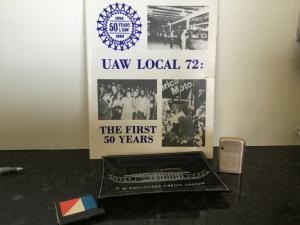 50 YEARS
UAW LOCAL 72:
THE FIRST
50 YEARS
EMPLOYEES CREDIT UNION